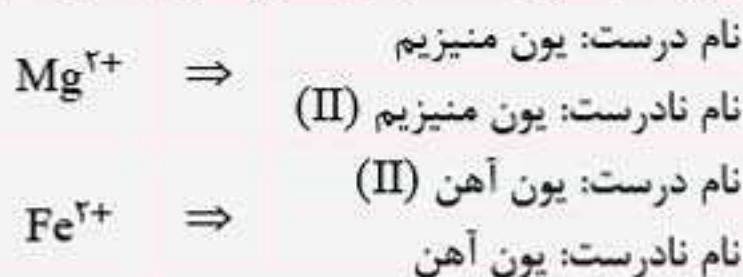 نام درست: یون منیزیم
Mg²⁺ ⇒
نام نادرست: یون منیزیم (II)
نام درست: یون آهن (II)
Fe²⁺ ⇒
نام نادرست: یون آهن